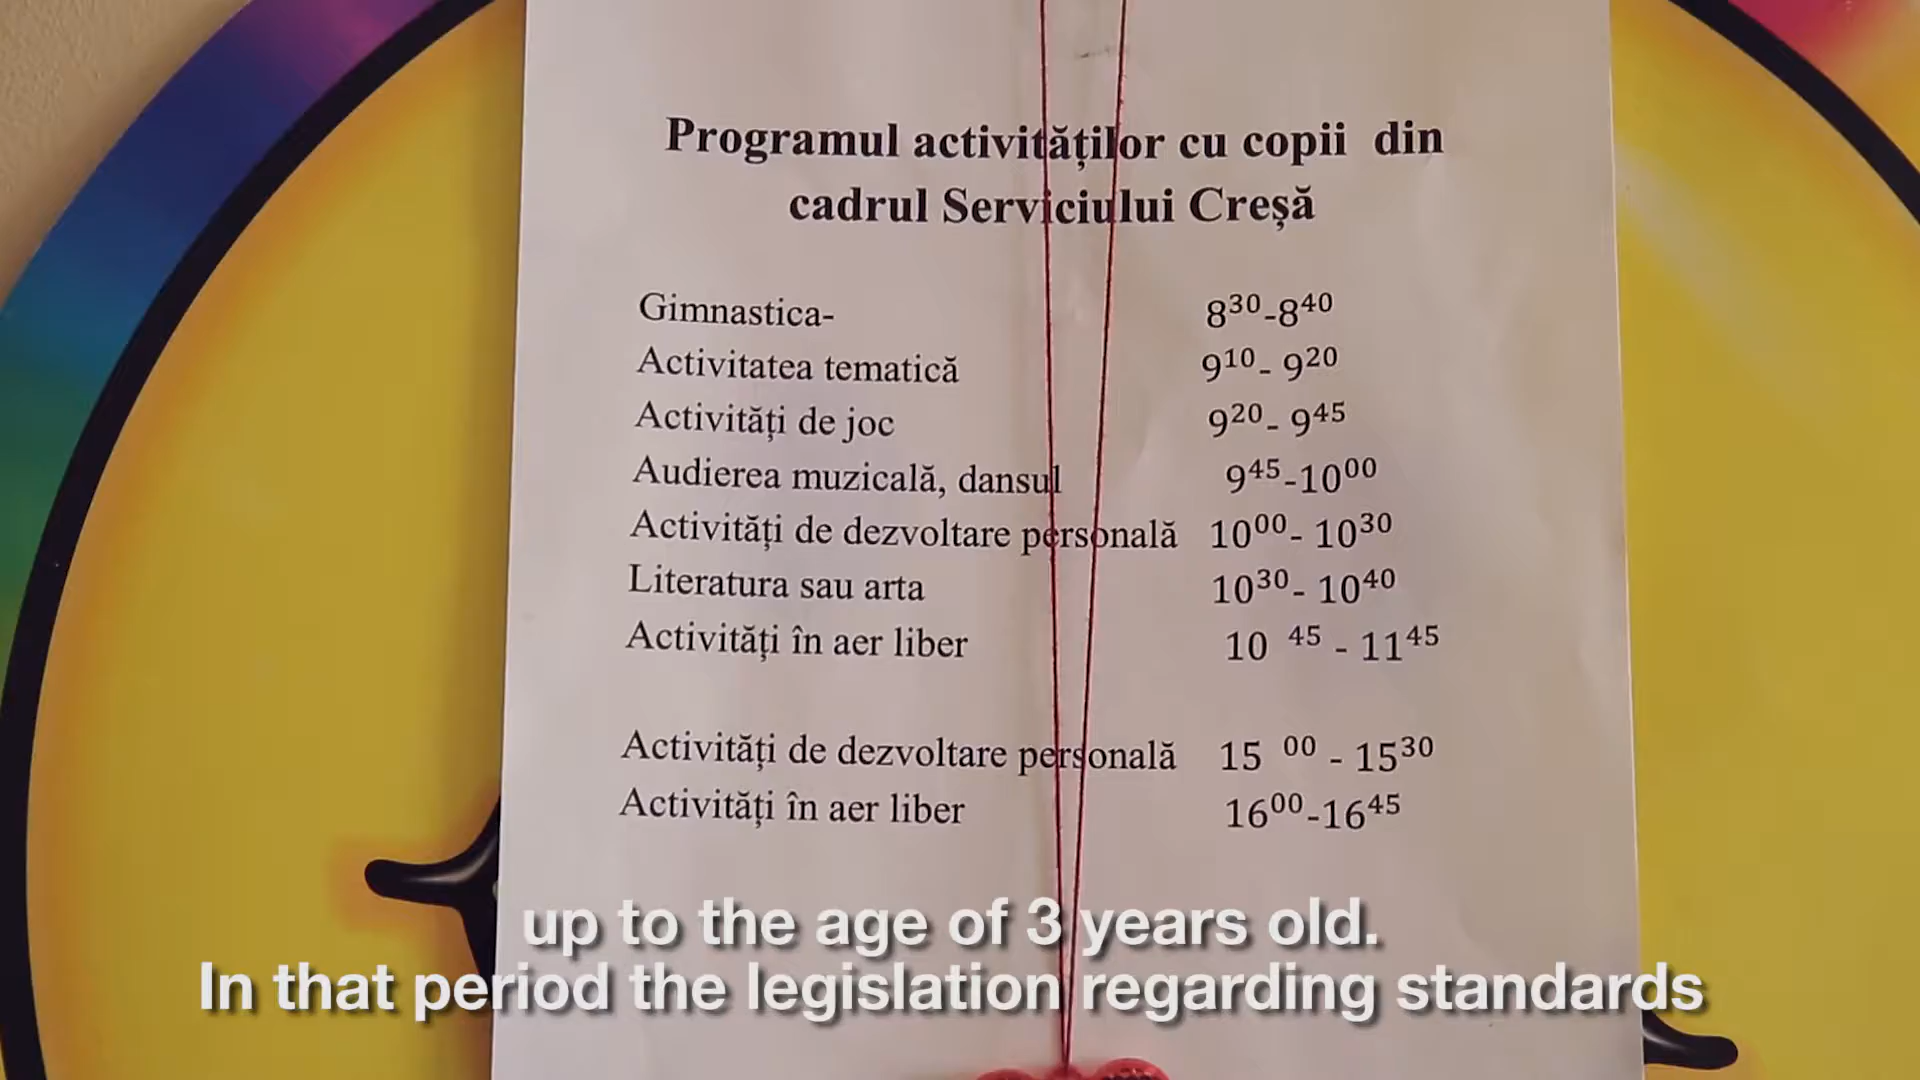 Programul activităților cu copii din
cadrul Serviciului Creșă
Gimnastica- 8³⁰-8⁴⁰
Activitatea tematică 9¹⁰- 9²⁰
Activități de joc 9²⁰- 9⁴⁵
Audierea muzicală, dansul 9⁴⁵-10⁰⁰
Activități de dezvoltare personală 10⁰⁰- 10³⁰
Literatura sau arta 10³⁰- 10⁴⁰
Activități în aer liber 10 ⁴⁵ - 11⁴⁵
Activități de dezvoltare personală 15 ⁰⁰ - 15³⁰
Activități în aer liber 16⁰⁰-16⁴⁵
up to the age of 3 years old.
In that period the legislation regarding standards